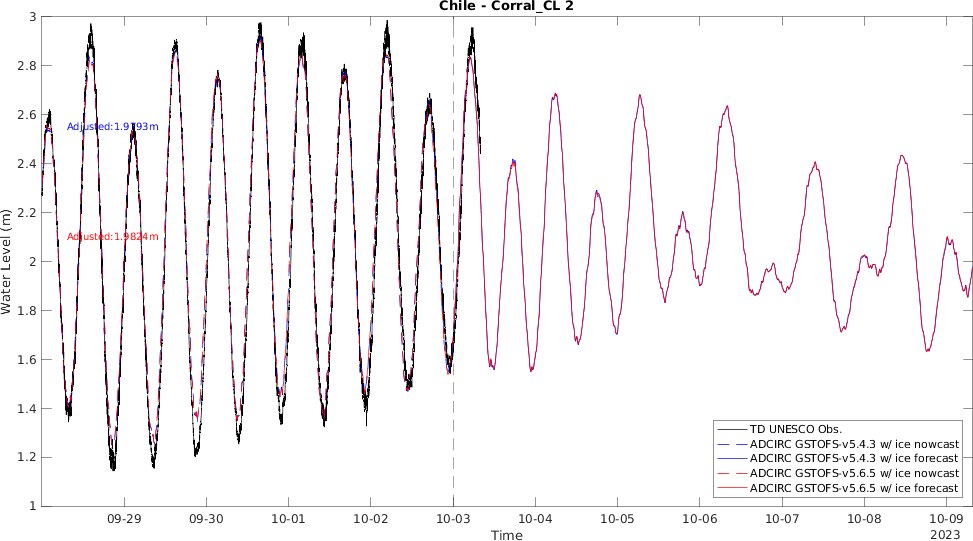 Chile - Corral_CL 2
3
2.8
2.6
2.4
2.2
2
1.8
1.6
1.4
1.2
1
Water Level (m)
Adjusted:1.9793m
Adjusted:1.9824m
TD UNESCO Obs.
ADCIRC GSTOFS-v5.4.3 w/ ice nowcast
ADCIRC GSTOFS-v5.4.3 w/ ice forecast
ADCIRC GSTOFS-v5.6.5 w/ ice nowcast
ADCIRC GSTOFS-v5.6.5 w/ ice forecast
09-29 09-30 10-01 10-02 10-03 10-04 10-05 10-06 10-07 10-08 10-09
2023
Time